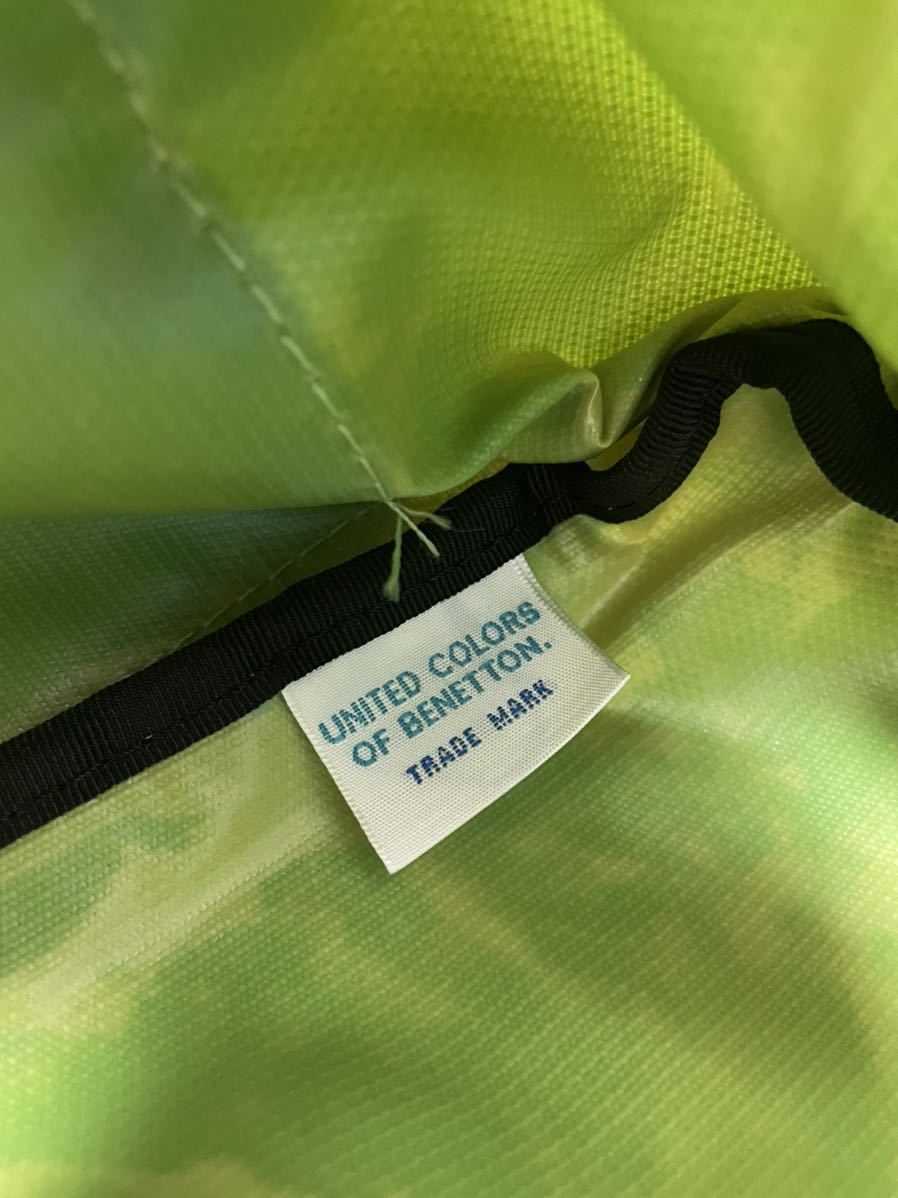 UNITED COLORS
OF BENETTON.
TRADE MARK